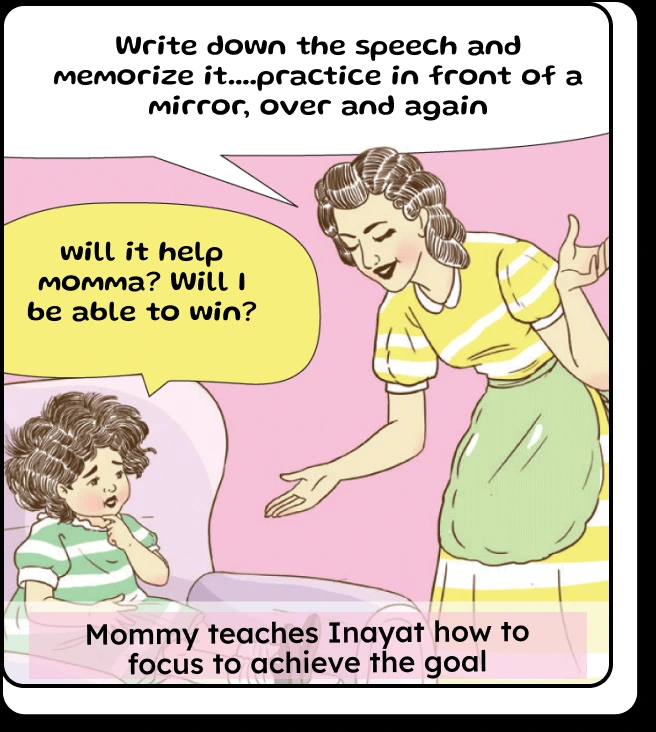 Write down the speech and
memorize it....practice in front of a
mirror, over and again
will it help
momma? Will I
be able to win?
Mommy teaches Inayat how to
focus to achieve the goal